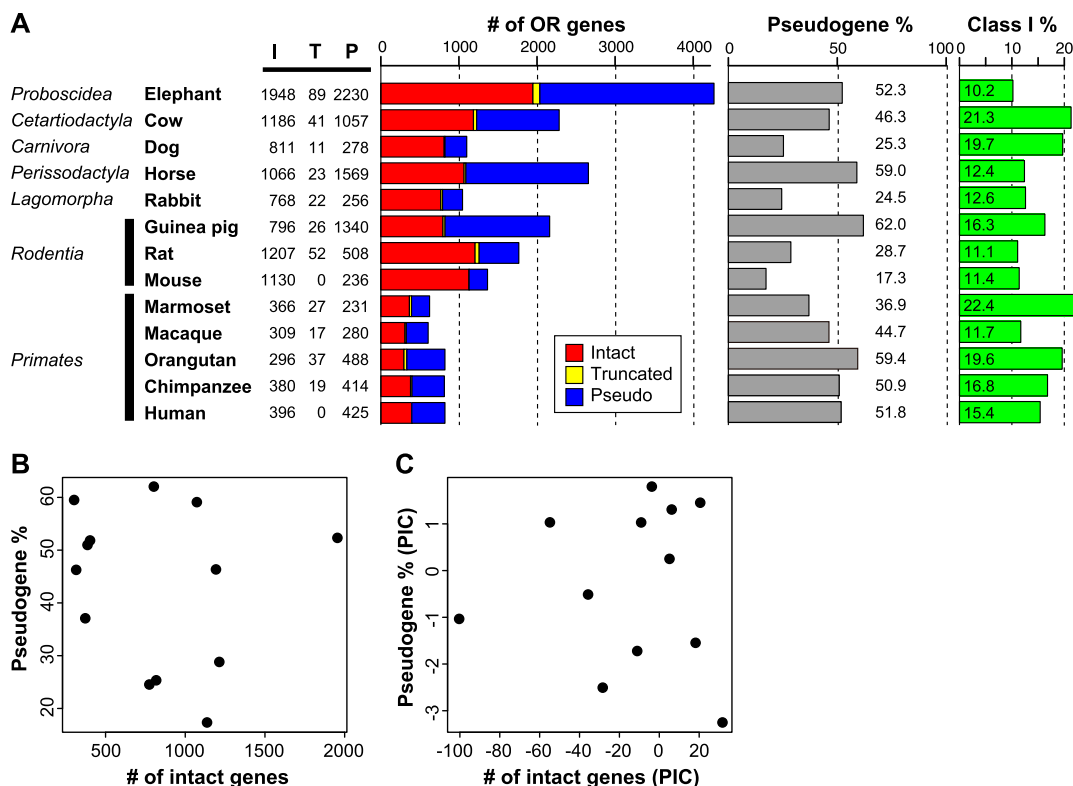 A
# of OR genes
Pseudogene %
Class I %
I T P
0 1000 2000 3000 4000
0 50 100
0 10 20
Proboscidea Elephant 1948 89 2230 52.3 10.2
Cetartiodactyla Cow 1186 41 1057 46.3 21.3
Carnivora Dog 811 11 278 25.3 19.7
Perissodactyla Horse 1066 23 1569 59.0 12.4
Lagomorpha Rabbit 768 22 256 24.5 12.6
Guinea pig 796 26 1340 62.0 16.3
Rodentia Rat 1207 52 508 28.7 11.1
Mouse 1130 0 236 17.3 11.4
Marmoset 366 27 231 36.9 22.4
Macaque 309 17 280 44.7 11.7
Primates Orangutan 296 37 488 59.4 19.6
Chimpanzee 380 19 414 50.9 16.8
Human 396 0 425 51.8 15.4
Intact
Truncated
Pseudo
B
Pseudogene %
60
50
40
30
20
500 1000 1500 2000
# of intact genes
C
Pseudogene % (PIC)
1
0
-1
-2
-3
-100 -80 -60 -40 -20 0 20
# of intact genes (PIC)